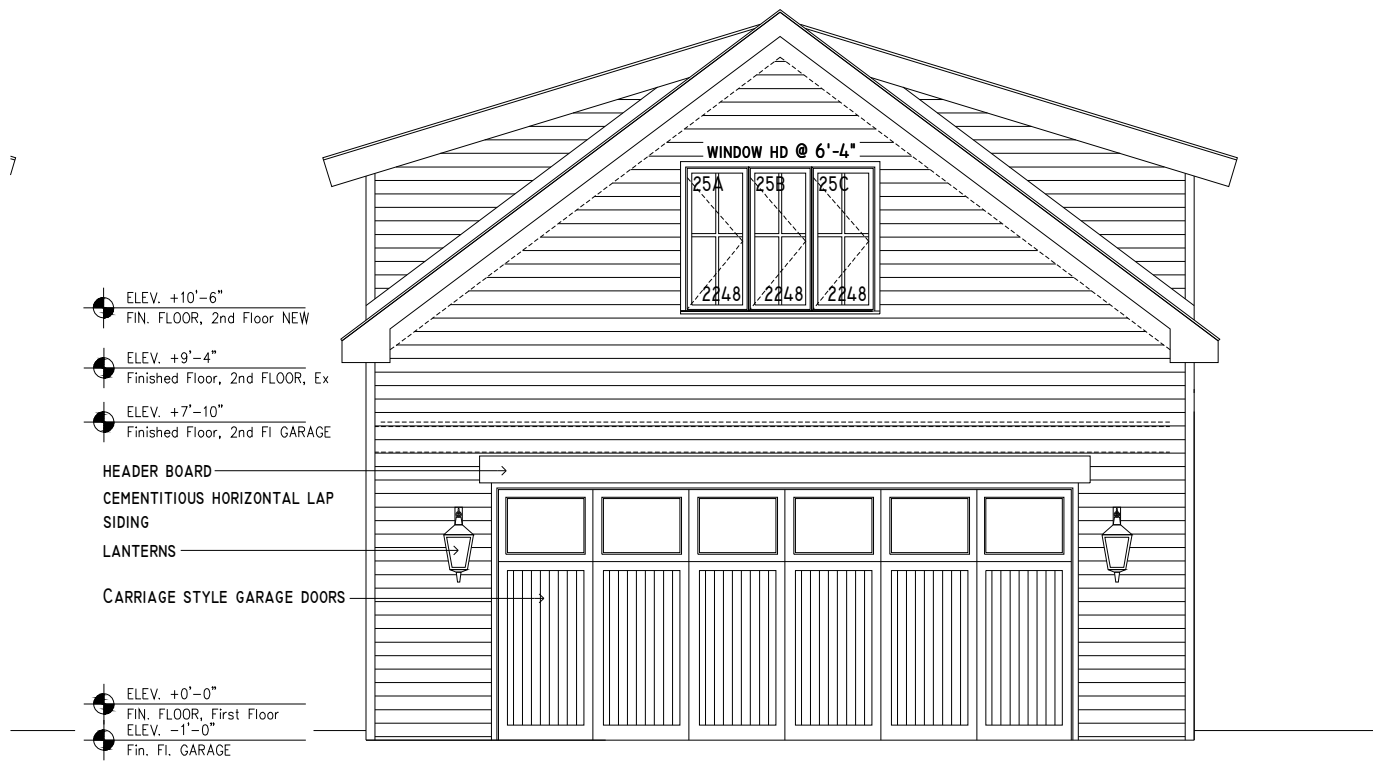 WINDOW HD @ 6'-4"
25A 25B 25C
2248 2248 2248
ELEV. +10'-6"
FIN. FLOOR, 2nd Floor NEW
ELEV. +9'-4"
Finished Floor, 2nd FLOOR, Ex
ELEV. +7'-10"
Finished Floor, 2nd Fl GARAGE
HEADER BOARD
CEMENTITIOUS HORIZONTAL LAP
SIDING
LANTERNS
CARRIAGE STYLE GARAGE DOORS
ELEV. +0'-0"
FIN. FLOOR, First Floor
ELEV. -1'-0"
Fin. Fl. GARAGE